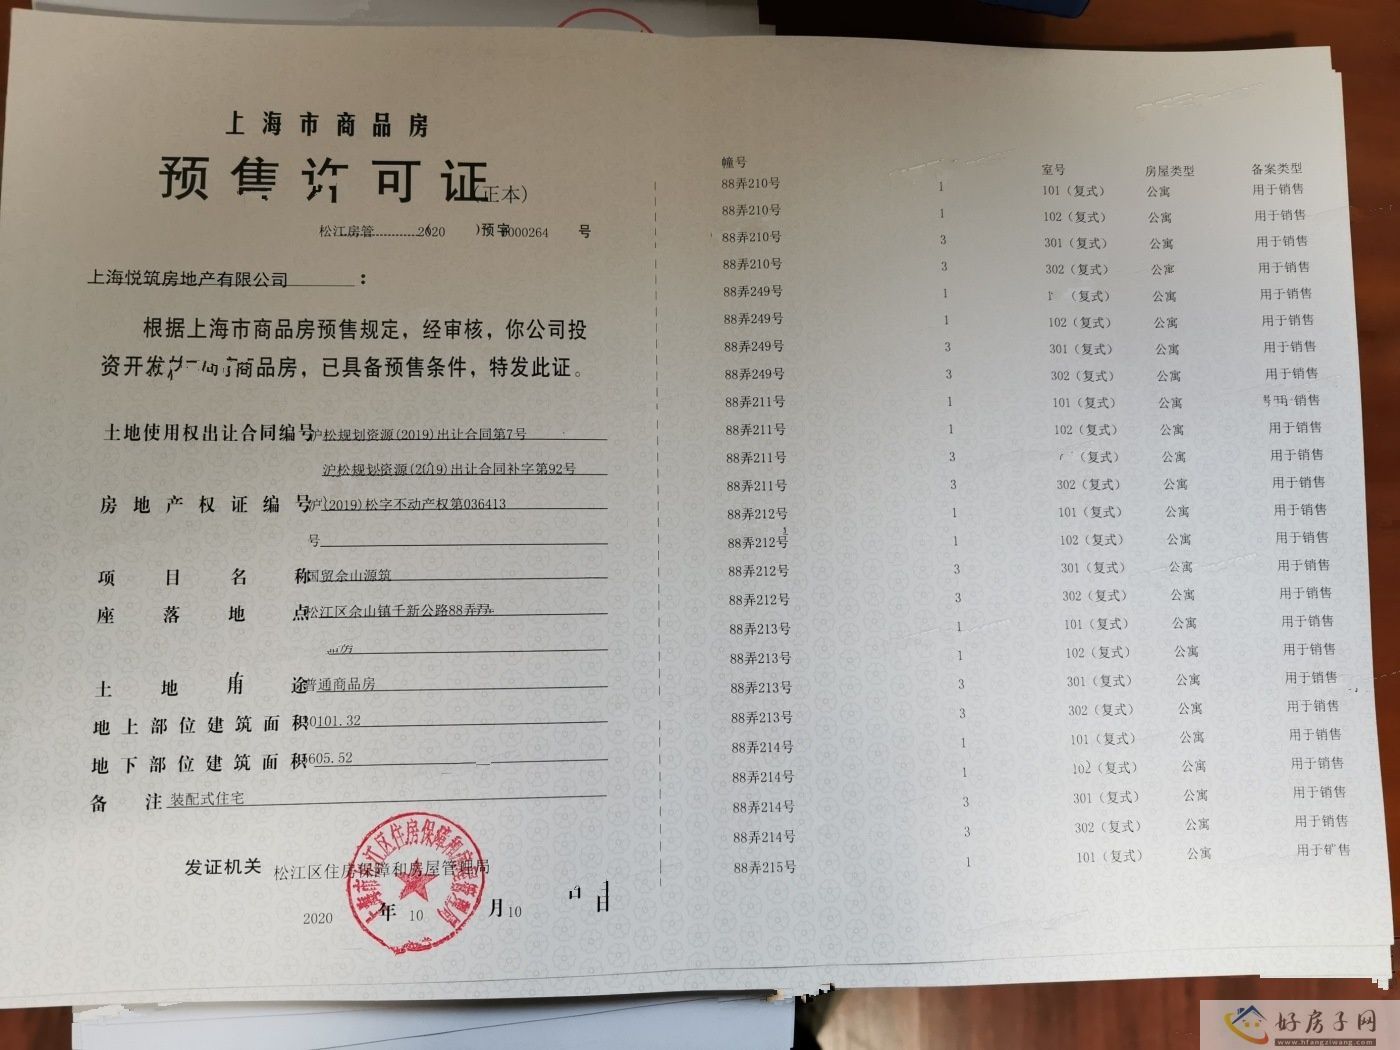 上海市商品房
预售许可证(正本)
松江房管 (2020 )预字 000264 号
上海悦筑房地产有限公司：
根据上海市商品房预售规定，经审核，你公司投
资开发 商品房，已具备预售条件，特发此证。
土地使用权出让合同编号 沪松规划资源(2019)出让合同第7号
沪松规划资源(2019)出让合同补字第92号
房地产权证编号 沪(2019)松字不动产权第036413
号
项目名称 国贸佘山源筑
座落地点 松江区佘山镇千新公路88弄
房
土地用途 普通商品房
地上部位建筑面积 0101.32
地下部位建筑面积 605.52
备注 装配式住宅
发证机关 松江区住房保障和房屋管理局
2020 年 10 月 10 日
幢号 室号 房屋类型 备案类型
88弄210号 1 101（复式） 公寓 用于销售
88弄210号 1 102（复式） 公寓 用于销售
88弄210号 3 301（复式） 公寓 用于销售
88弄210号 3 302（复式） 公寓 用于销售
88弄249号 1 （复式） 公寓 用于销售
88弄249号 1 102（复式） 公寓 用于销售
88弄249号 3 301（复式） 公寓 用于销售
88弄249号 3 302（复式） 公寓 用于销售
88弄211号 1 101（复式） 公寓 销售
88弄211号 1 102（复式） 公寓 用于销售
88弄211号 3 （复式） 公寓 用于销售
88弄211号 3 302（复式） 公寓 用于销售
88弄212号 1 101（复式） 公寓 用于销售
88弄212号 1 102（复式） 公寓 用于销售
88弄212号 3 301（复式） 公寓 用于销售
88弄212号 3 302（复式） 公寓 用于销售
88弄213号 1 101（复式） 公寓 用于销售
88弄213号 1 102（复式） 公寓 用于销售
88弄213号 3 301（复式） 公寓 用于销售
88弄213号 3 302（复式） 公寓 用于销售
88弄214号 1 101（复式） 公寓 用于销售
88弄214号 1 102（复式） 公寓 用于销售
88弄214号 3 301（复式） 公寓 用于销售
88弄214号 3 302（复式） 公寓 用于销售
88弄215号 1 101（复式） 公寓 用于销售
好房子网
www.hfangziwang.com